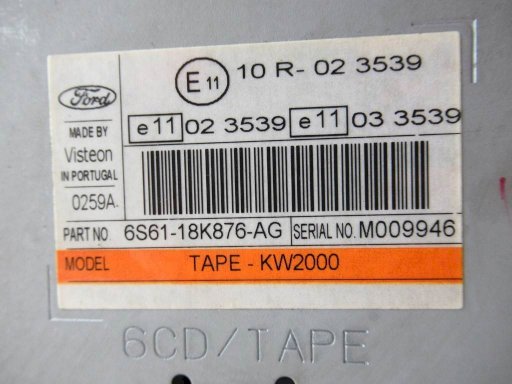 E 11 10 R- 02 3539
Ford
e 11 02 3539 e 11 03 3539
MADE BY
Visteon
IN PORTUGAL
0259A.
PART NO 6S61-18K876-AG SERIAL NO. M009946
MODEL TAPE - KW2000
6CD/TAPE